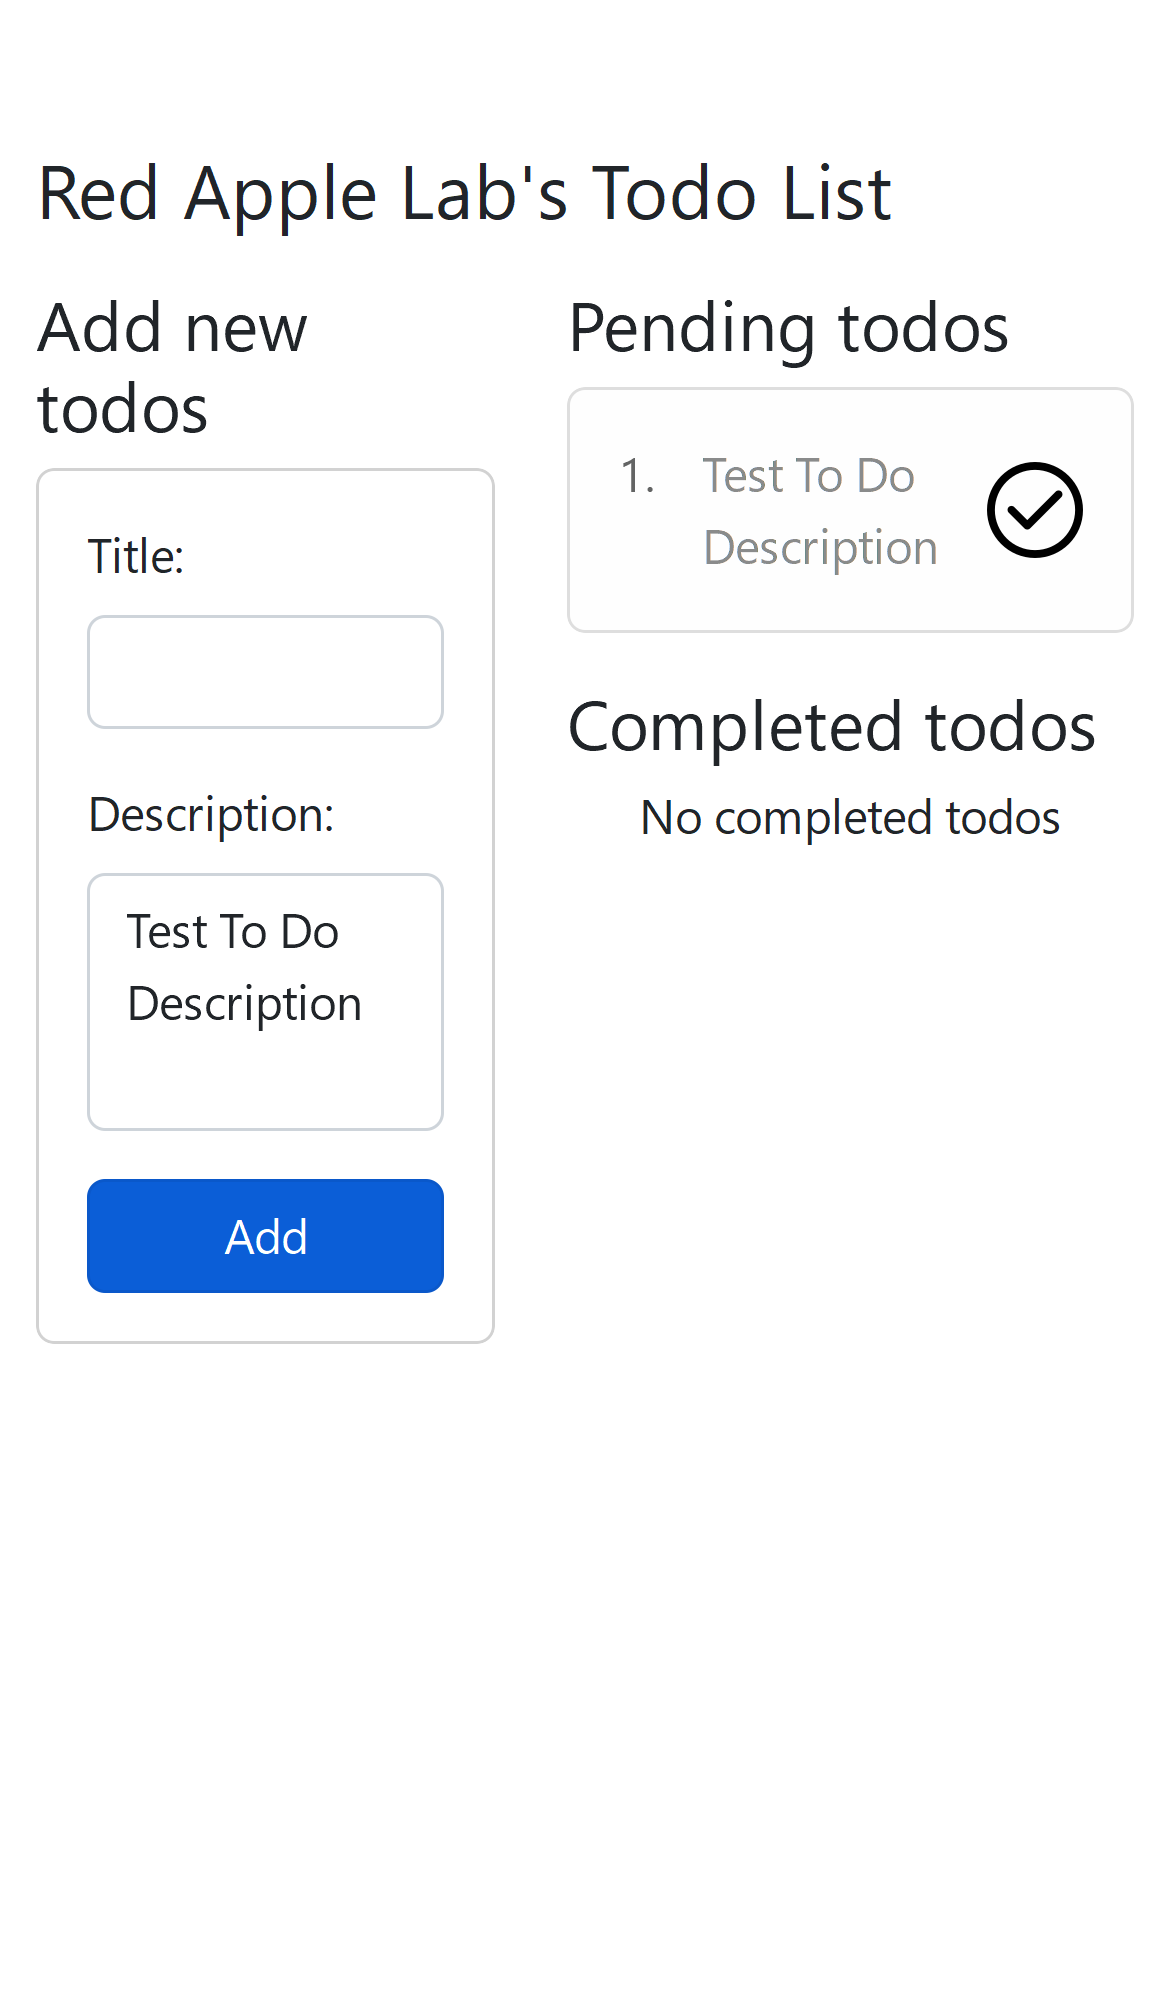 Red Apple Lab's Todo List
Add new
todos
Title:
Description:
Test To Do
Description
Add
Pending todos
1. Test To Do
Description
Completed todos
No completed todos